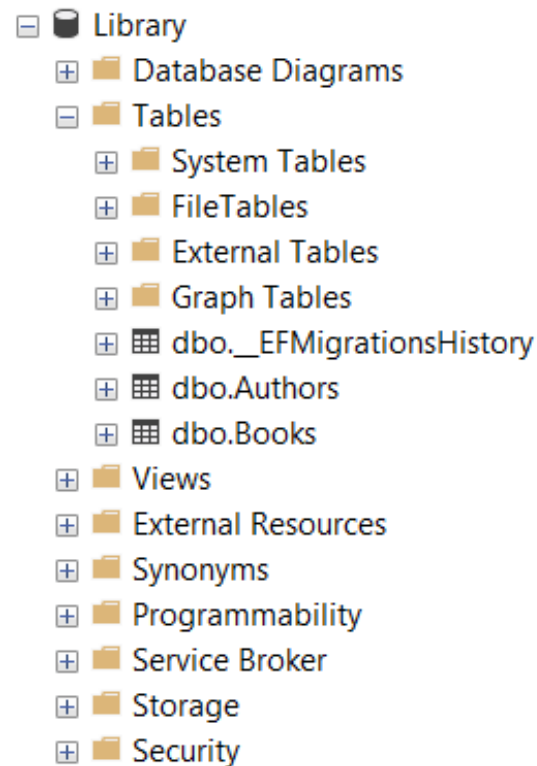 Library
Database Diagrams
Tables
System Tables
FileTables
External Tables
Graph Tables
dbo.__EFMigrationsHistory
dbo.Authors
dbo.Books
Views
External Resources
Synonyms
Programmability
Service Broker
Storage
Security